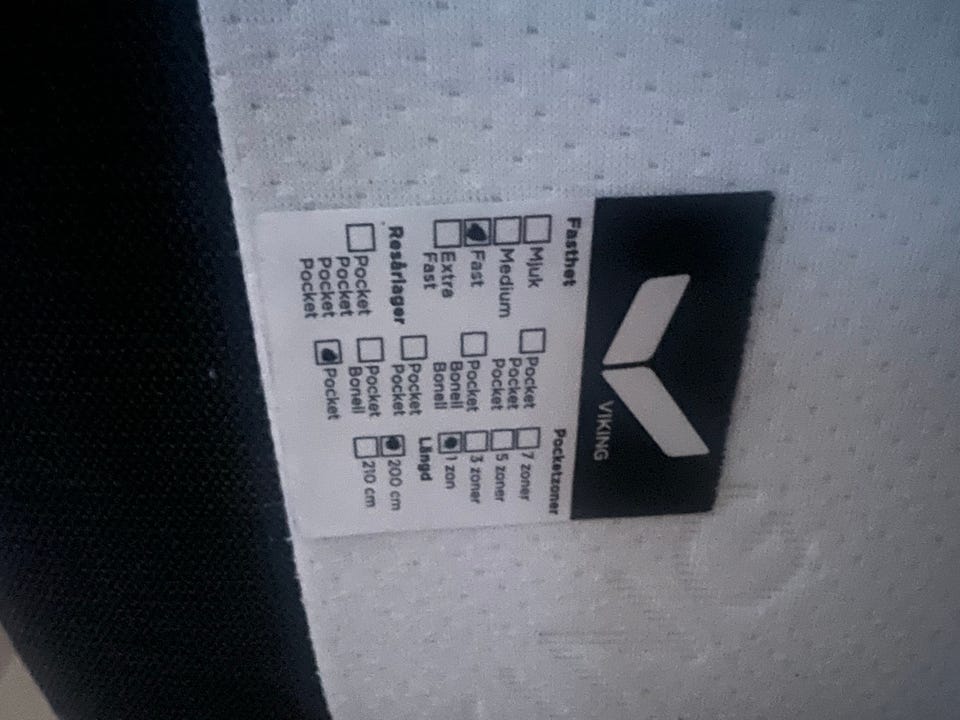 VIKING
Fasthet
Mjuk
Medium
Fast
Extra
Fast
Resårlager
Pocket
Pocket
Pocket
Pocket
Pocket
Pocket
Pocket
Pocket
Bonell
Bonell
Pocket
Pocket
Pocket
Bonell
Pocket
Pocketzoner
7 zoner
5 zoner
3 zoner
1 zon
Längd
200 cm
210 cm